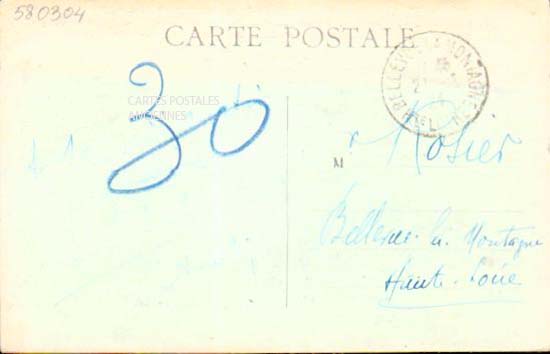 580304
CARTE POSTALE
BELLEVUE-LA-MONTAGNE
30
CARTES POSTALES
ANCIENNES
M
Rosier
Bellevue-la-Montagne
Haute-Loire